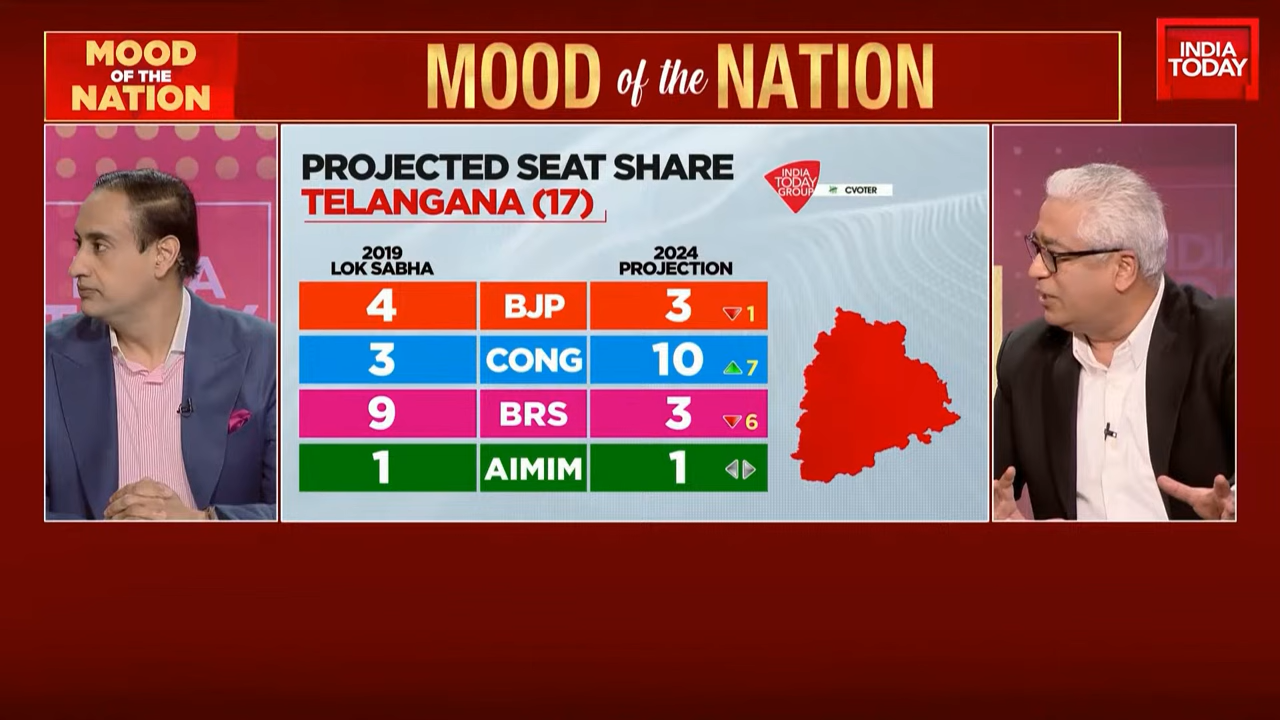 MOOD
OF THE
NATION
MOOD of the NATION
INDIA
TODAY
PROJECTED SEAT SHARE
TELANGANA (17)
INDIA
TODAY
GROUP
CVOTER
2019
LOK SABHA
2024
PROJECTION
4 BJP 3 1
3 CONG 10 7
9 BRS 3 6
1 AIMIM 1